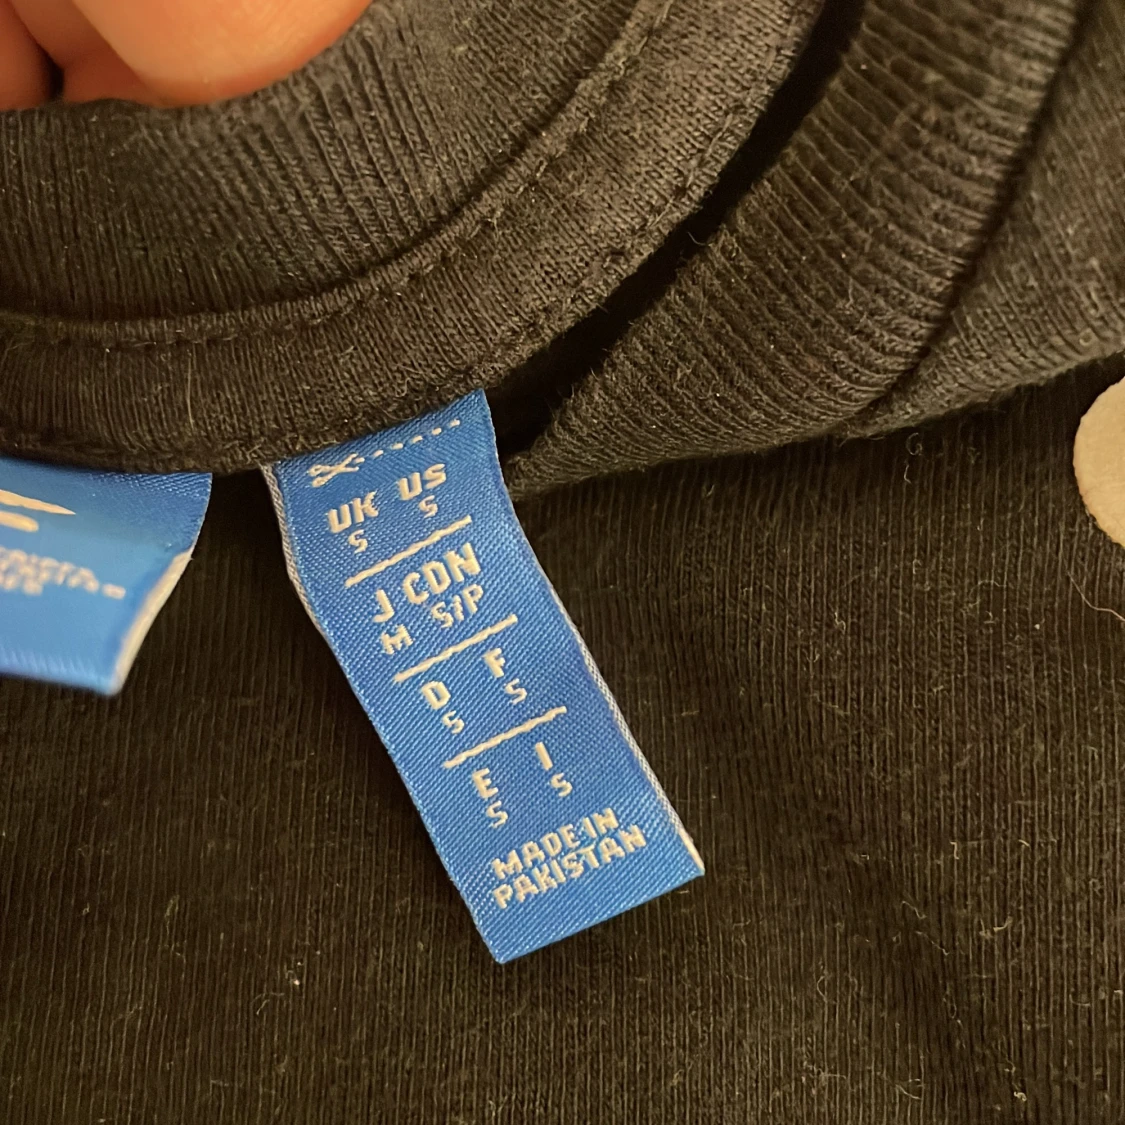 UK US
S S
J CDN
M S/P
D F
S S
E I
S S
MADE IN
PAKISTAN